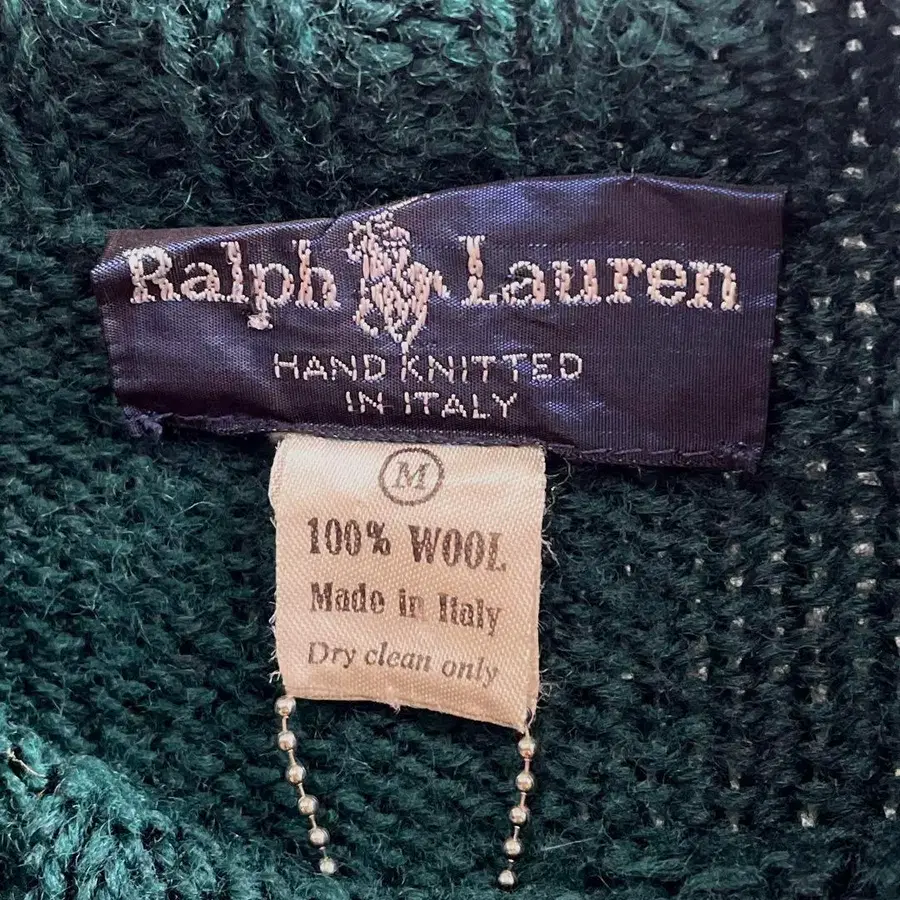 Ralph Lauren
HAND KNITTED
IN ITALY
M
100% WOOL
Made in Italy
Dry clean only